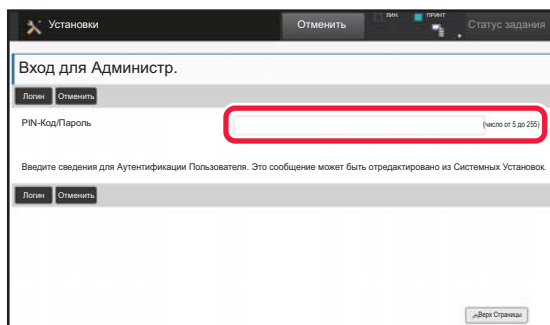 Установки
Отменить
ЛИН.
ПРИНТ
Статус задания
Вход для Администр.
Логин
Отменить
PIN-Код/Пароль
(число от 5 до 255)
Введите сведения для Аутентификации Пользователя. Это сообщение может быть отредактировано из Системных Установок.
Логин
Отменить
Верх Страницы